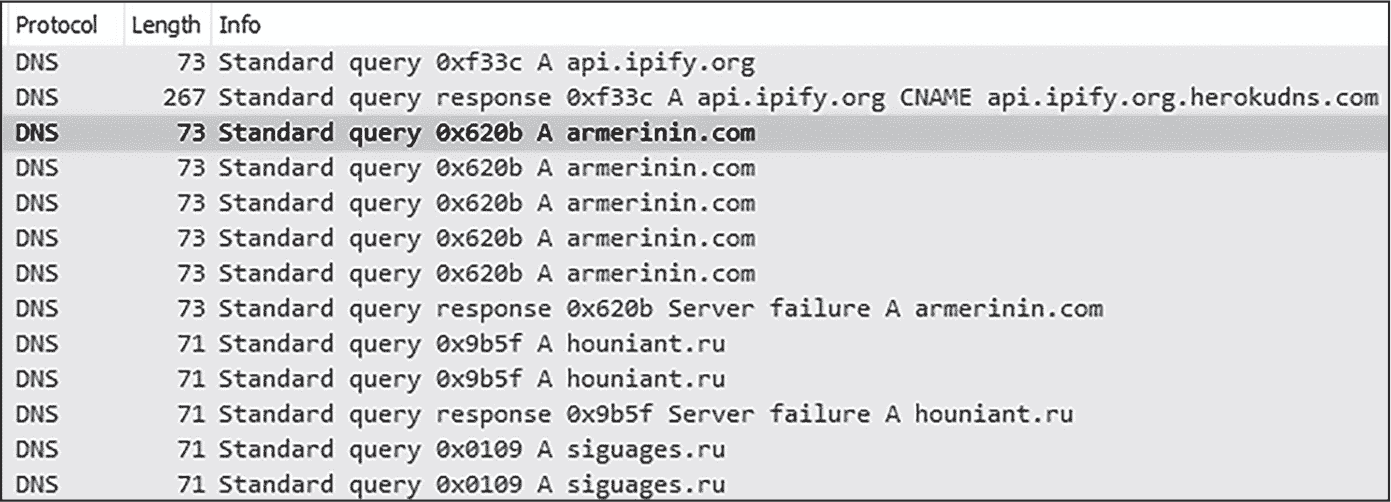 Protocol Length Info
DNS 73 Standard query 0xf33c A api.ipify.org
DNS 267 Standard query response 0xf33c A api.ipify.org CNAME api.ipify.org.herokudns.com
DNS 73 Standard query 0x620b A armerinin.com
DNS 73 Standard query 0x620b A armerinin.com
DNS 73 Standard query 0x620b A armerinin.com
DNS 73 Standard query 0x620b A armerinin.com
DNS 73 Standard query 0x620b A armerinin.com
DNS 73 Standard query response 0x620b Server failure A armerinin.com
DNS 71 Standard query 0x9b5f A houniant.ru
DNS 71 Standard query 0x9b5f A houniant.ru
DNS 71 Standard query response 0x9b5f Server failure A houniant.ru
DNS 71 Standard query 0x0109 A siguages.ru
DNS 71 Standard query 0x0109 A siguages.ru